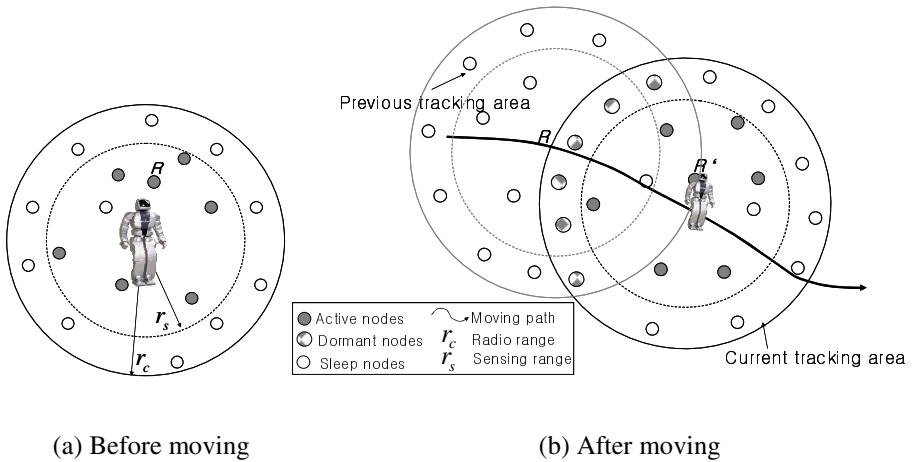 Previous tracking area
R
R
R‘
r_s
r_c
Active nodes
Moving path
Dormant nodes
r_c Radio range
Sleep nodes
r_s Sensing range
Current tracking area
(a) Before moving
(b) After moving